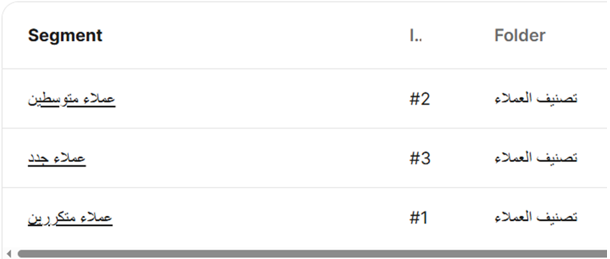 Segment I.. Folder
عملاء متوسطين #2 تصنيف العملاء
عملاء جدد #3 تصنيف العملاء
عملاء متكررين #1 تصنيف العملاء